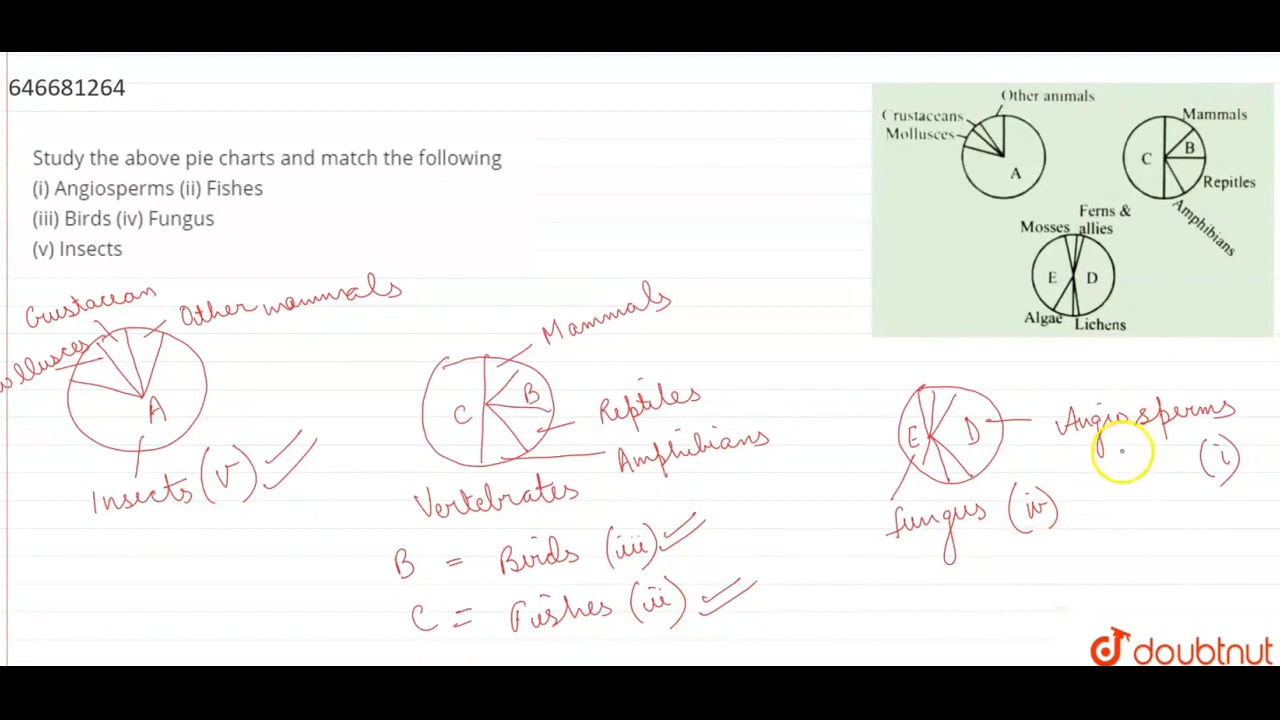 646681264
Study the above pie charts and match the following
(i) Angiosperms (ii) Fishes
(iii) Birds (iv) Fungus
(v) Insects
Other animals
Crustaceans
Mollusces
A
Mammals
C
B
Repitles
Amphibians
Ferns &
Mosses allies
E D
Algae Lichens
Crustacean
Other mammals
ollusces
A
Insects (v)
Mammals
C
B
Reptiles
Amphibians
Vertebrates
B = Birds (iii)
C = Fishes (ii)
E D
Angiosperms
(i)
fungus (iv)
doubtnut